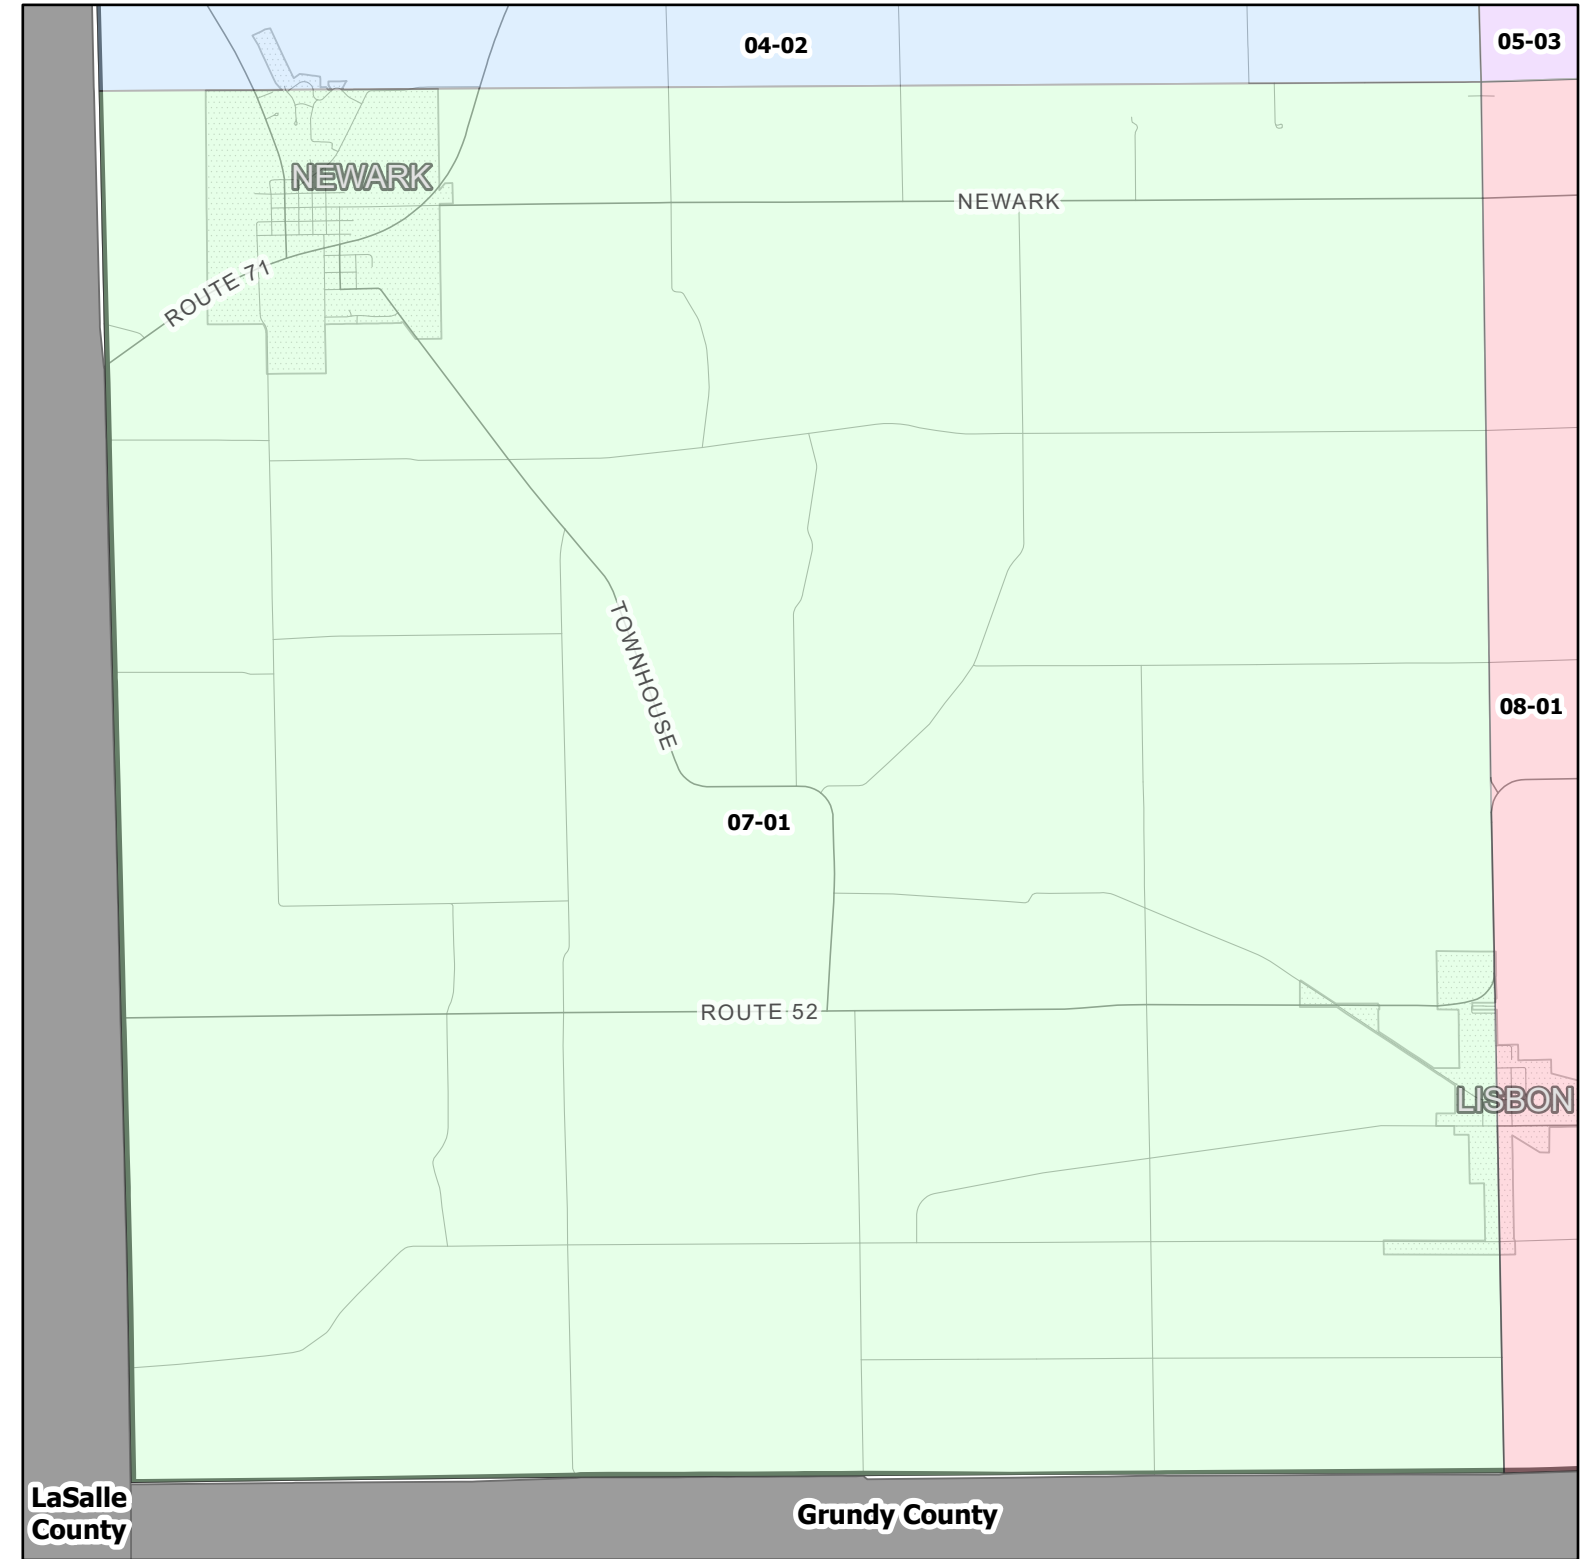 04-02
05-03
NEWARK
NEWARK
ROUTE 71
TOWNHOUSE
08-01
07-01
ROUTE 52
LISBON
LaSalle
County
Grundy County